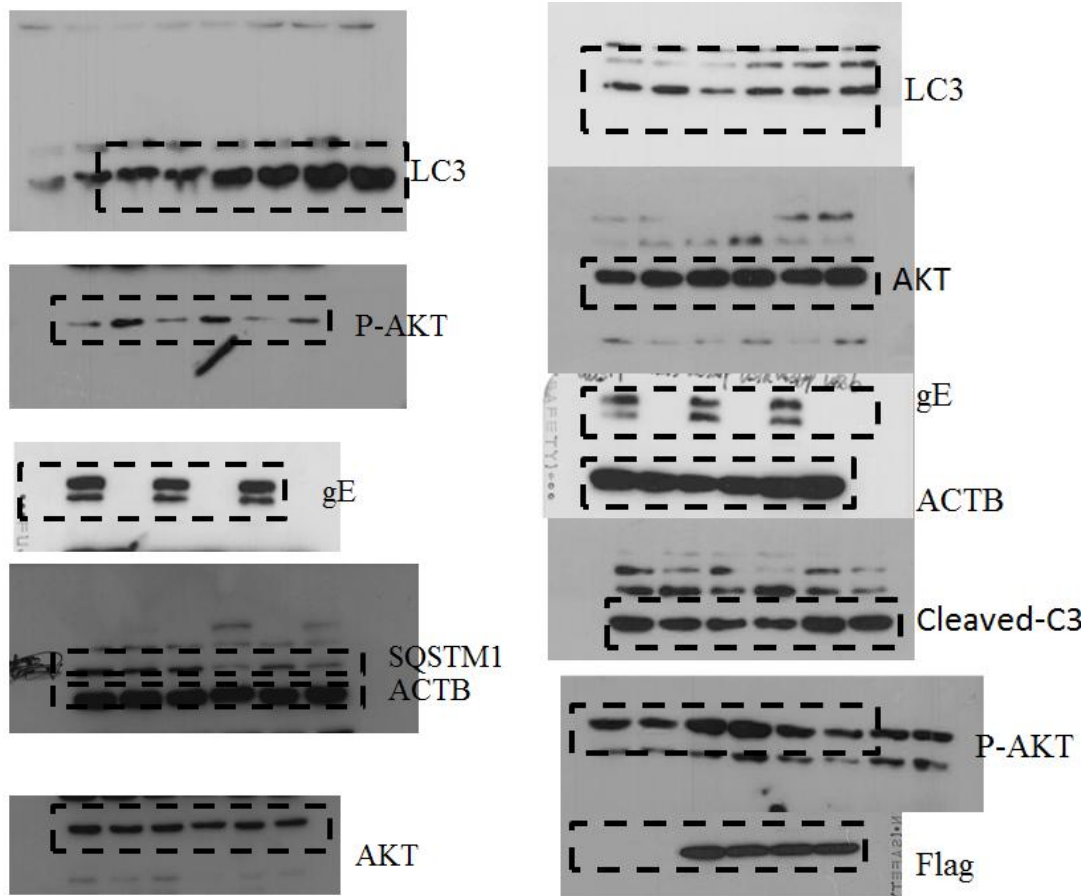 LC3
P-AKT
gE
SQSTM1
ACTB
AKT
LC3
AKT
gE
ACTB
Cleaved-C3
P-AKT
Flag